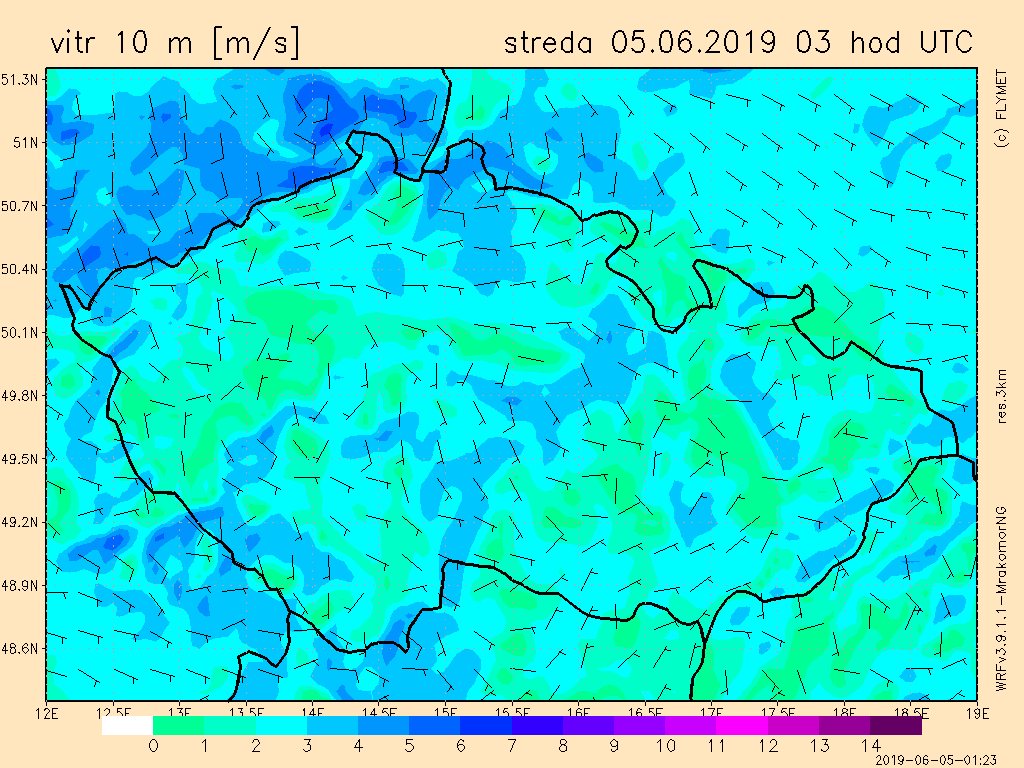 vitr 10 m [m/s]
streda 05.06.2019 03 hod UTC
51.3N
51N
50.7N
50.4N
50.1N
49.8N
49.5N
49.2N
48.9N
48.6N
12E 12.5E 13E 13.5E 14E 14.5E 15E 15.5E 16E 16.5E 17E 17.5E 18E 18.5E 19E
0 1 2 3 4 5 6 7 8 9 10 11 12 13 14
(c) FLYMET
res.3km
WRFv3.9.1.1-MrakomorNG
2019-06-05-01:23